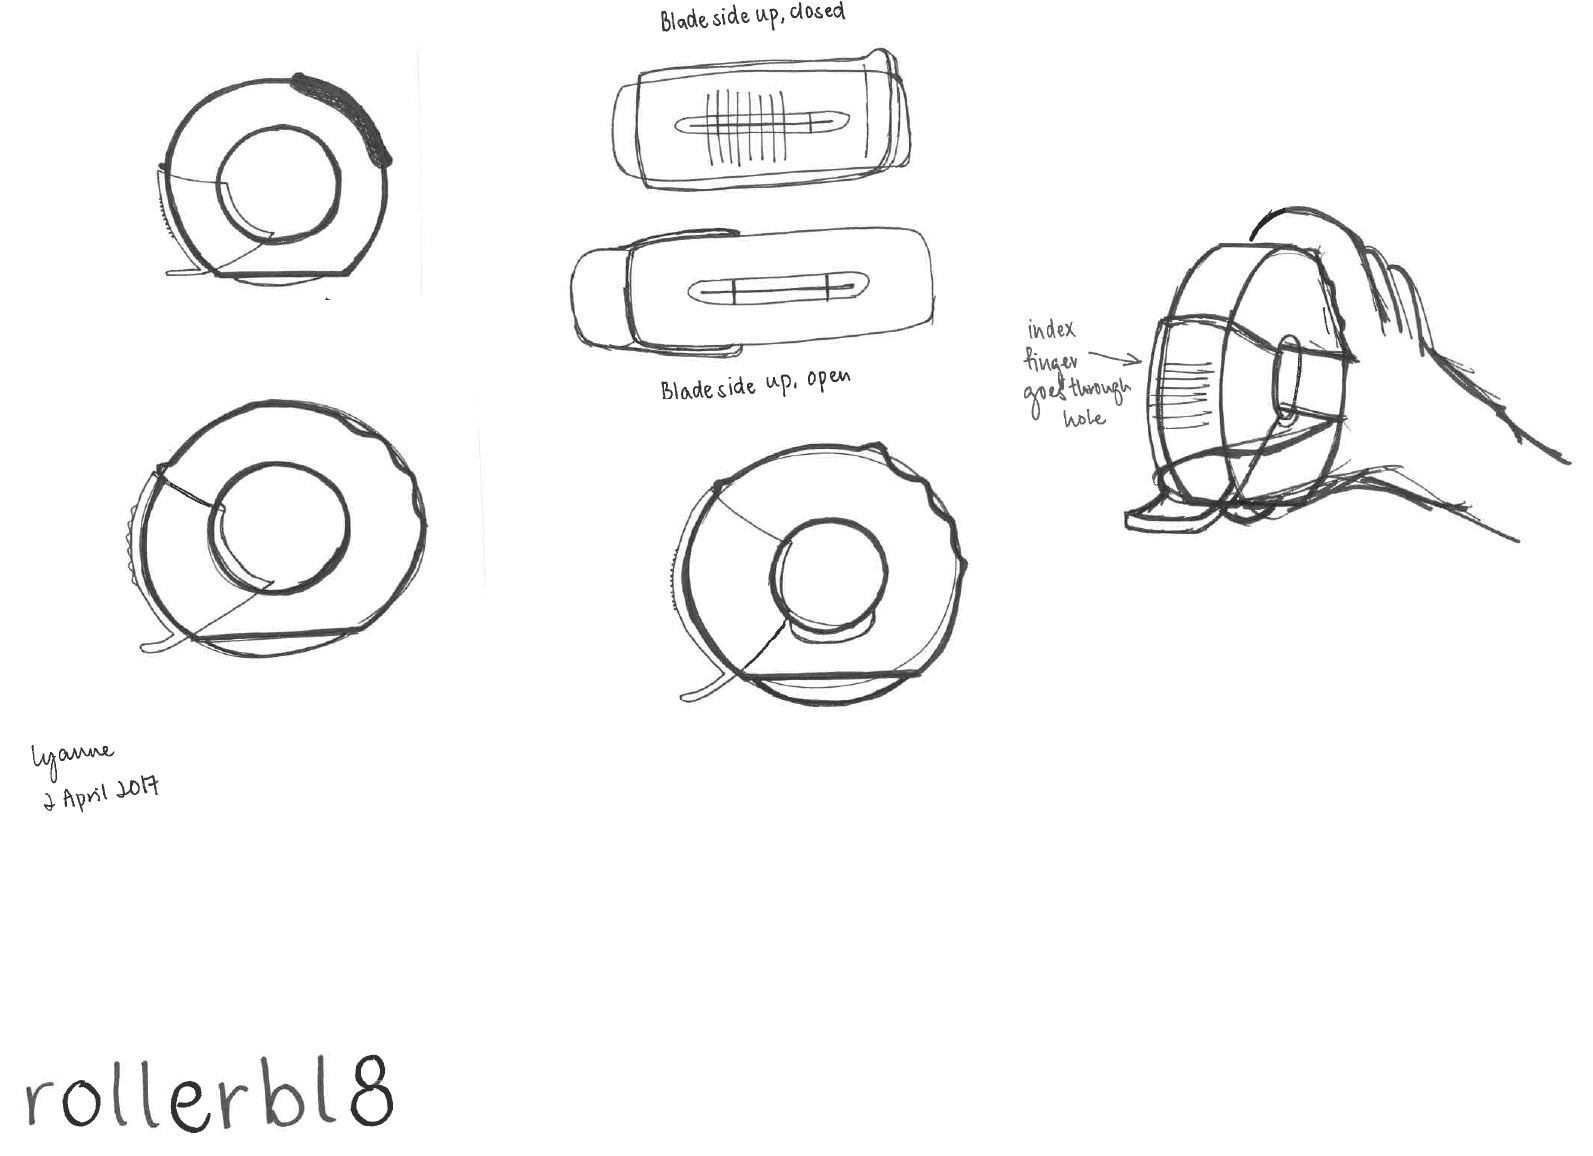 Blade side up, closed
Blade side up, open
index
finger
goes through
hole
Lyanne
2 April 2017
rollerbl8